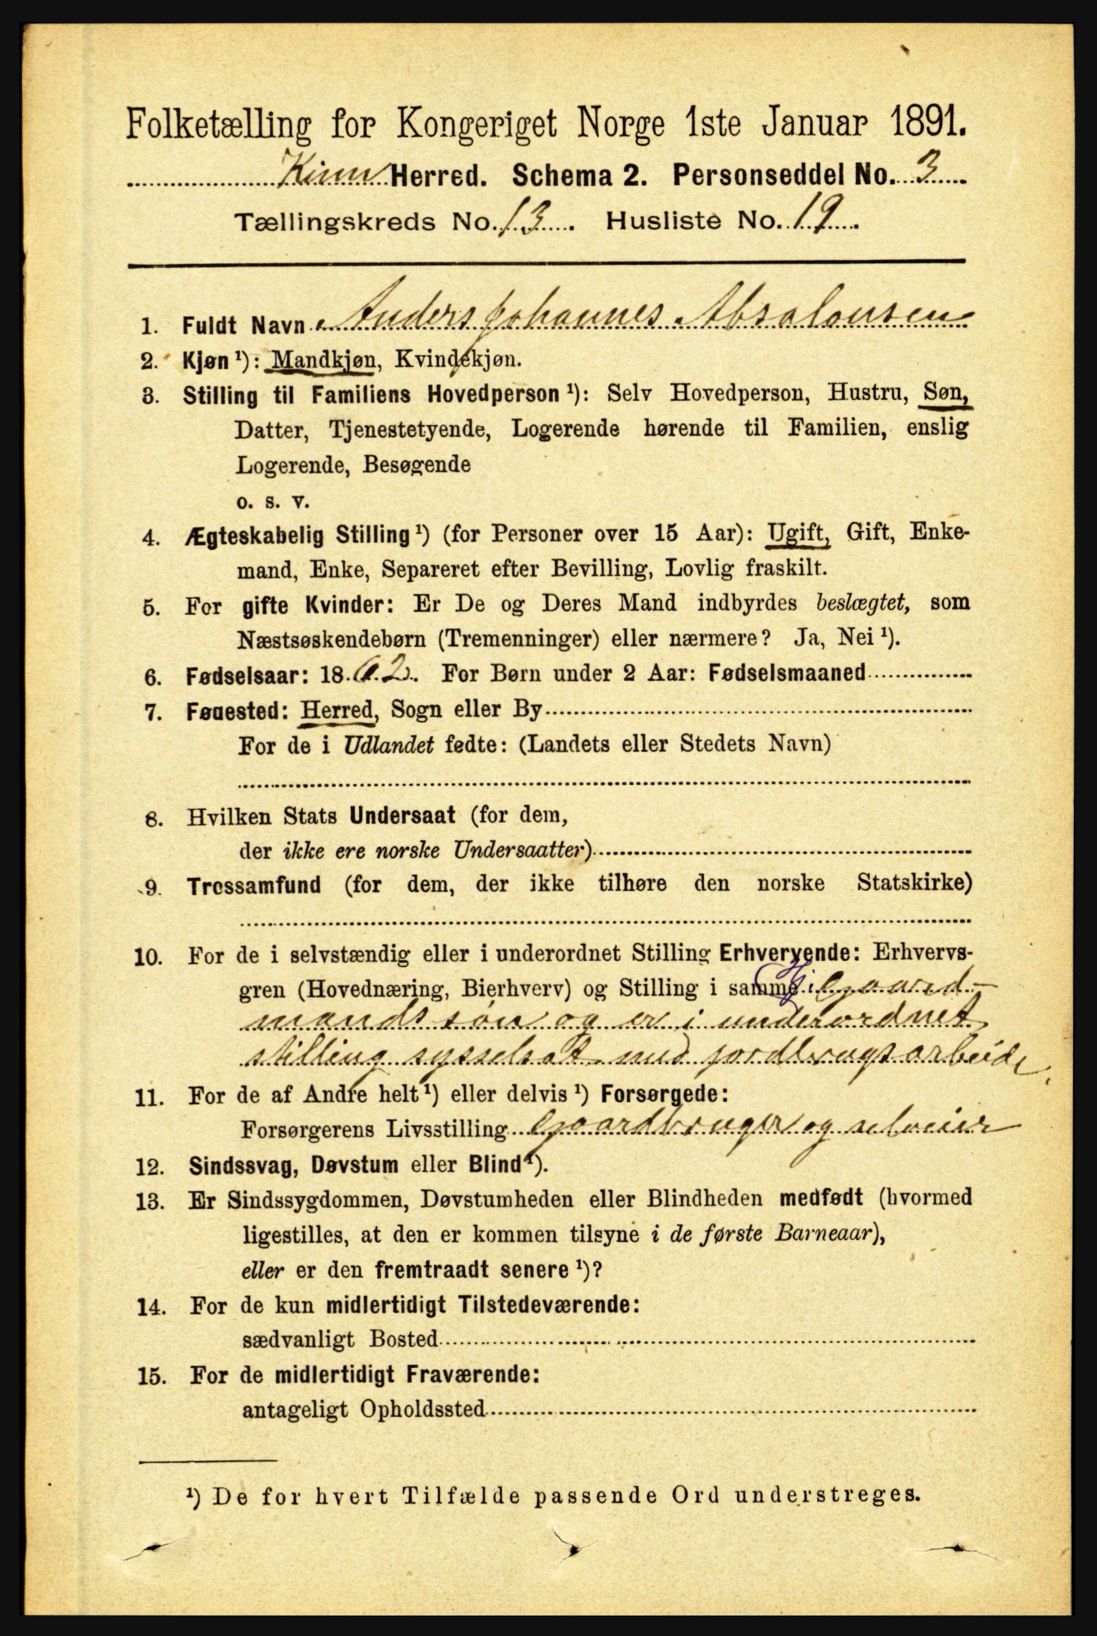 Folketælling for Kongeriget Norge 1ste Januar 1891.
Kinn Herred. Schema 2. Personseddel No. 3
Tællingskreds No. 13. Husliste No. 19.
1. Fuldt Navn Anders Johannes Absalonsen
2. Kjøn ¹): Mandkjøn, Kvindekjøn.
3. Stilling til Familiens Hovedperson ¹): Selv Hovedperson, Hustru, Søn,
Datter, Tjenestetyende, Logerende hørende til Familien, enslig
Logerende, Besøgende
o. s. v.
4. Ægteskabelig Stilling ¹) (for Personer over 15 Aar): Ugift, Gift, Enke-
mand, Enke, Separeret efter Bevilling, Lovlig fraskilt.
5. For gifte Kvinder: Er De og Deres Mand indbyrdes beslægtet, som
Næstsøskendebørn (Tremenninger) eller nærmere? Ja, Nei ¹).
6. Fødselsaar: 1862. For Børn under 2 Aar: Fødselsmaaned
7. Føuested: Herred, Sogn eller By
For de i Udlandet fødte: (Landets eller Stedets Navn)
8. Hvilken Stats Undersaat (for dem,
der ikke ere norske Undersaatter)
9. Trossamfund (for dem, der ikke tilhøre den norske Statskirke)
10. For de i selvstændig eller i underordnet Stilling Erhvervende: Erhvervs-
gren (Hovednæring, Bierhverv) og Stilling i samme Gaard-
mandssøn og er i underordnet
stilling sysselsat med jordbrugsarbeide.
11. For de af Andre helt ¹) eller delvis ¹) Forsørgede:
Forsørgerens Livsstilling Gaardbruger og selveier
12. Sindssvag, Døvstum eller Blind ¹).
13. Er Sindssygdommen, Døvstumheden eller Blindheden medfødt (hvormed
ligestilles, at den er kommen tilsyne i de første Barneaar),
eller er den fremtraadt senere ¹)?
14. For de kun midlertidigt Tilstedeværende:
sædvanligt Bosted
15. For de midlertidigt Fraværende:
antageligt Opholdssted
¹) De for hvert Tilfælde passende Ord understreges.